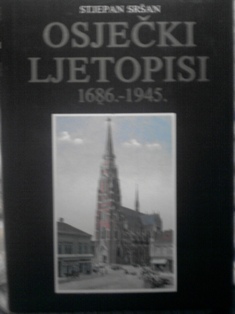 STJEPAN SRŠAN
OSJEČKI
LJETOPISI
1686.-1945.